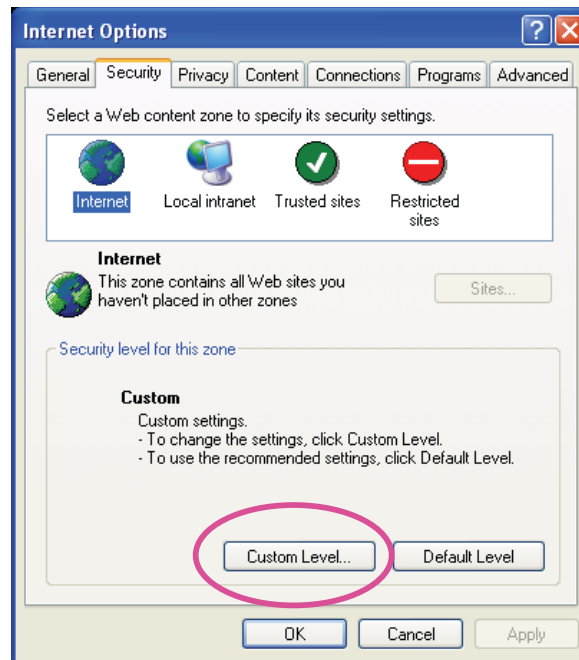 Internet Options
General Security Privacy Content Connections Programs Advanced
Select a Web content zone to specify its security settings.
Internet Local intranet Trusted sites Restricted sites
Internet
This zone contains all Web sites you
haven't placed in other zones
Sites...
Security level for this zone
Custom
Custom settings.
- To change the settings, click Custom Level.
- To use the recommended settings, click Default Level.
Custom Level... Default Level
OK Cancel Apply